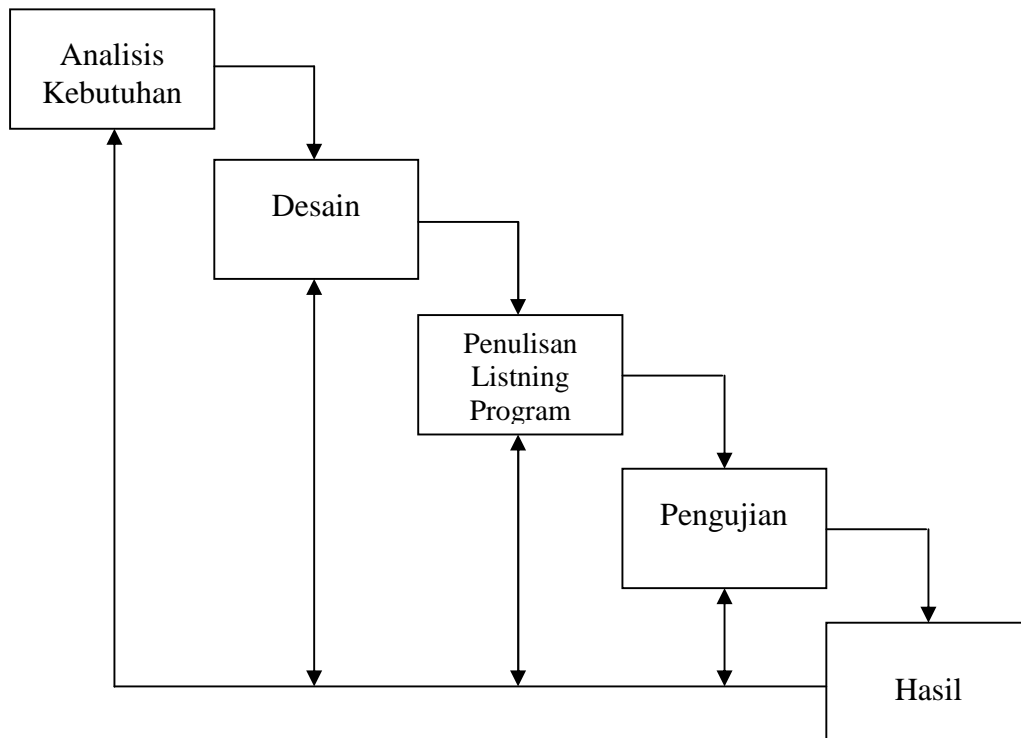 Analisis
Kebutuhan
Desain
Penulisan
Listning
Program
Pengujian
Hasil